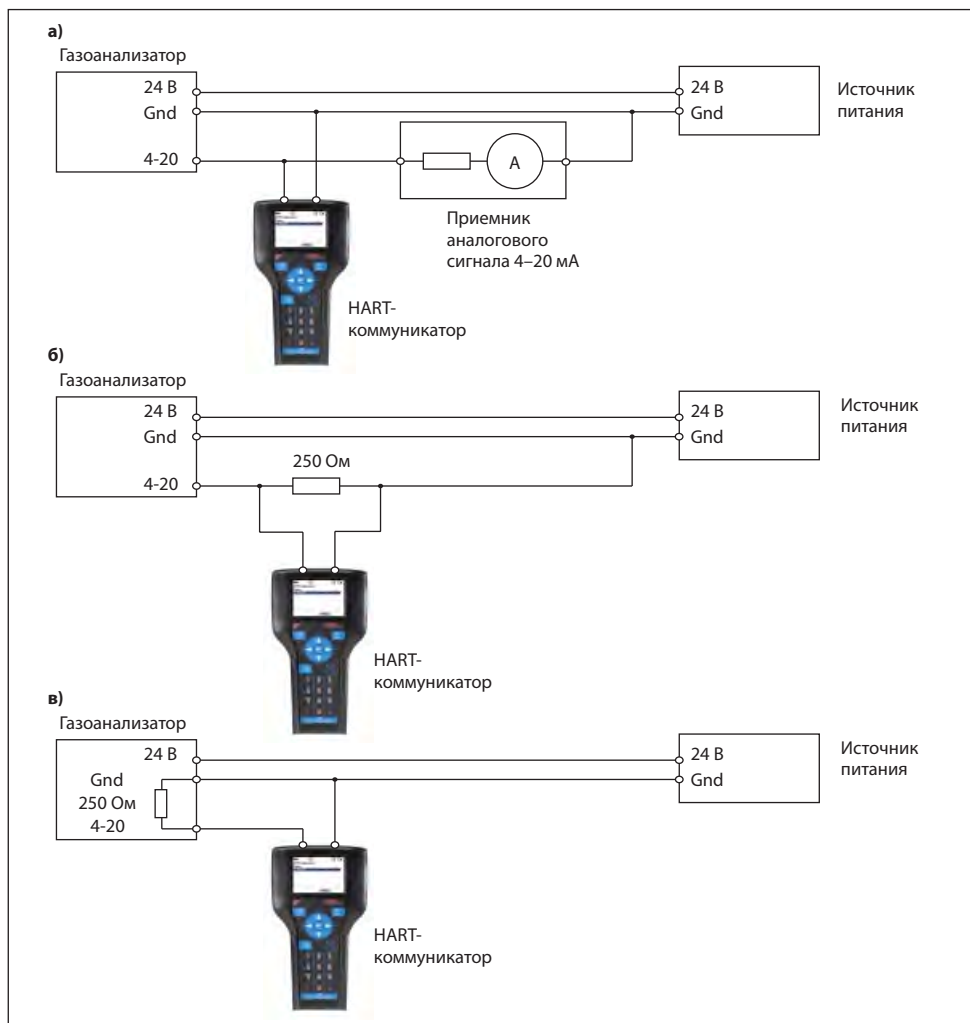 а)
Газоанализатор
24 В
Gnd
4-20
24 В
Gnd
Источник
питания
А
Приемник
аналогового
сигнала 4–20 мА
HART-
коммуникатор
б)
Газоанализатор
24 В
Gnd
4-20
250 Ом
24 В
Gnd
Источник
питания
HART-
коммуникатор
в)
Газоанализатор
24 В
Gnd
250 Ом
4-20
24 В
Gnd
Источник
питания
HART-
коммуникатор